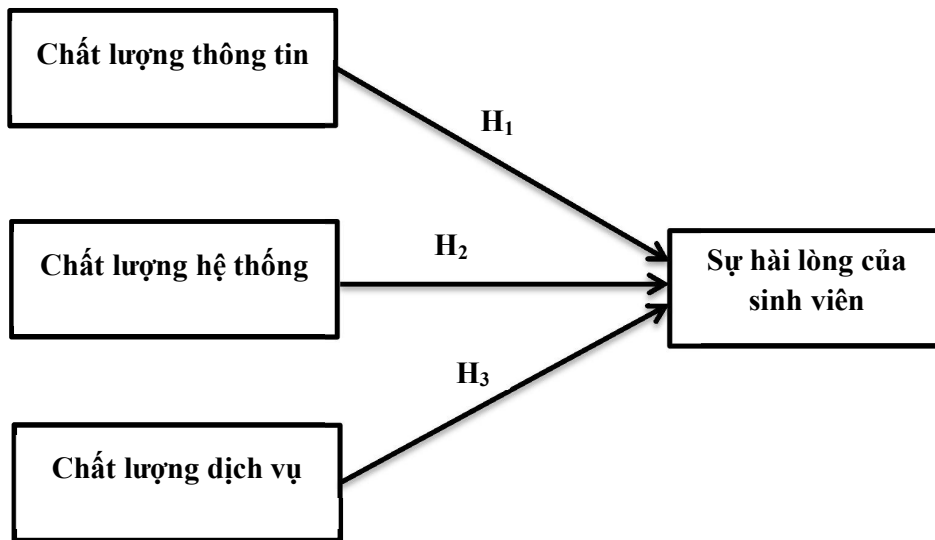 Chất lượng thông tin
H₁
Chất lượng hệ thống
H₂
Sự hài lòng của
sinh viên
H₃
Chất lượng dịch vụ